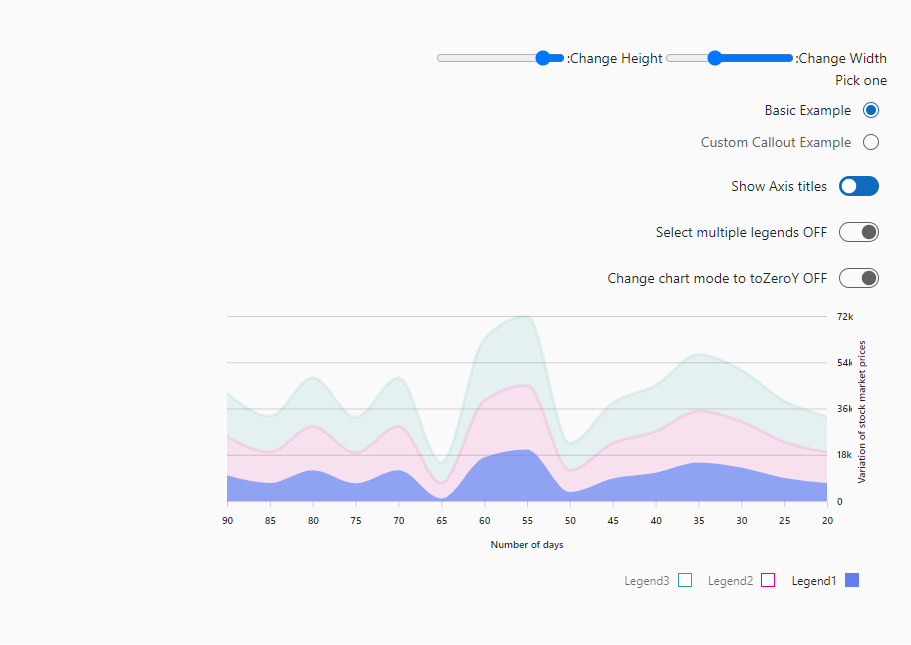 :Change Height :Change Width
Pick one
Basic Example
Custom Callout Example
Show Axis titles
Select multiple legends OFF
Change chart mode to toZeroY OFF
72k
54k
36k
18k
0
Variation of stock market prices
90 85 80 75 70 65 60 55 50 45 40 35 30 25 20
Number of days
Legend3 Legend2 Legend1